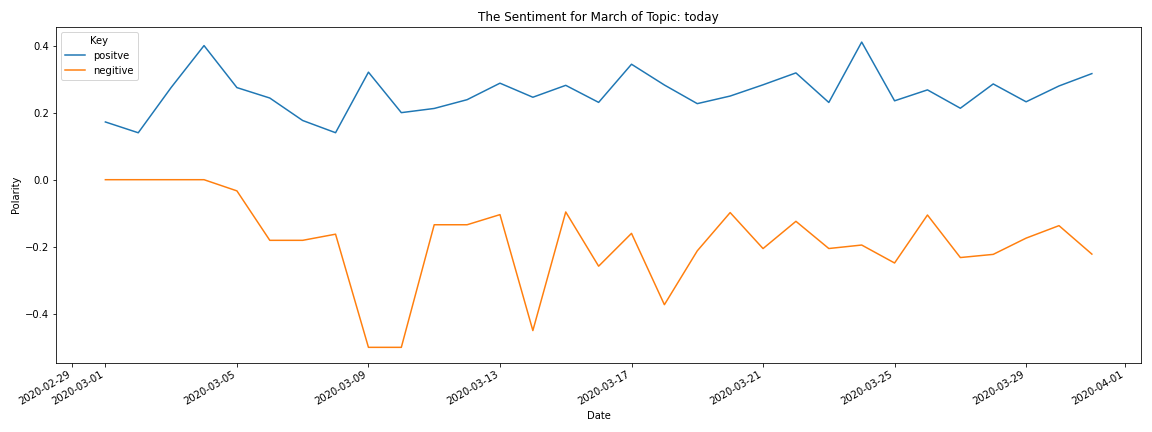 The Sentiment for March of Topic: today
Key
positve
negitive
Polarity
0.4
0.2
0.0
−0.2
−0.4
2020-02-29
2020-03-01
2020-03-05
2020-03-09
2020-03-13
2020-03-17
2020-03-21
2020-03-25
2020-03-29
2020-04-01
Date